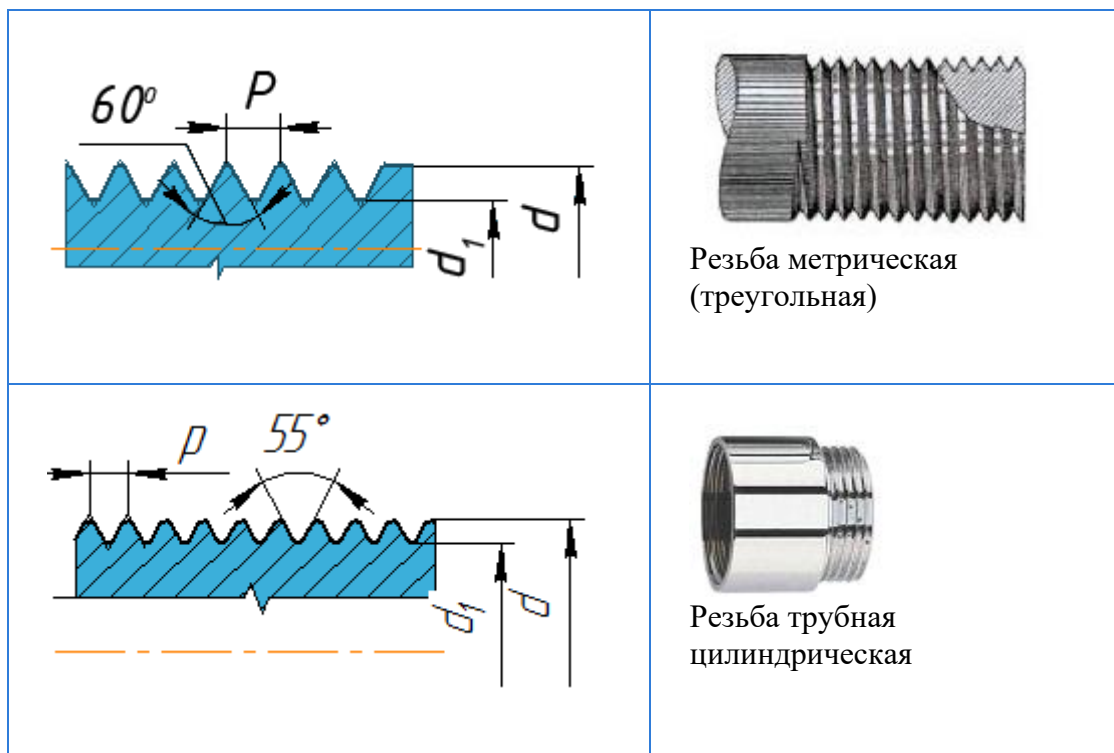 60°
P
d₁
d
Резьба метрическая
(треугольная)
p
55°
d₁
d
Резьба трубная
цилиндрическая